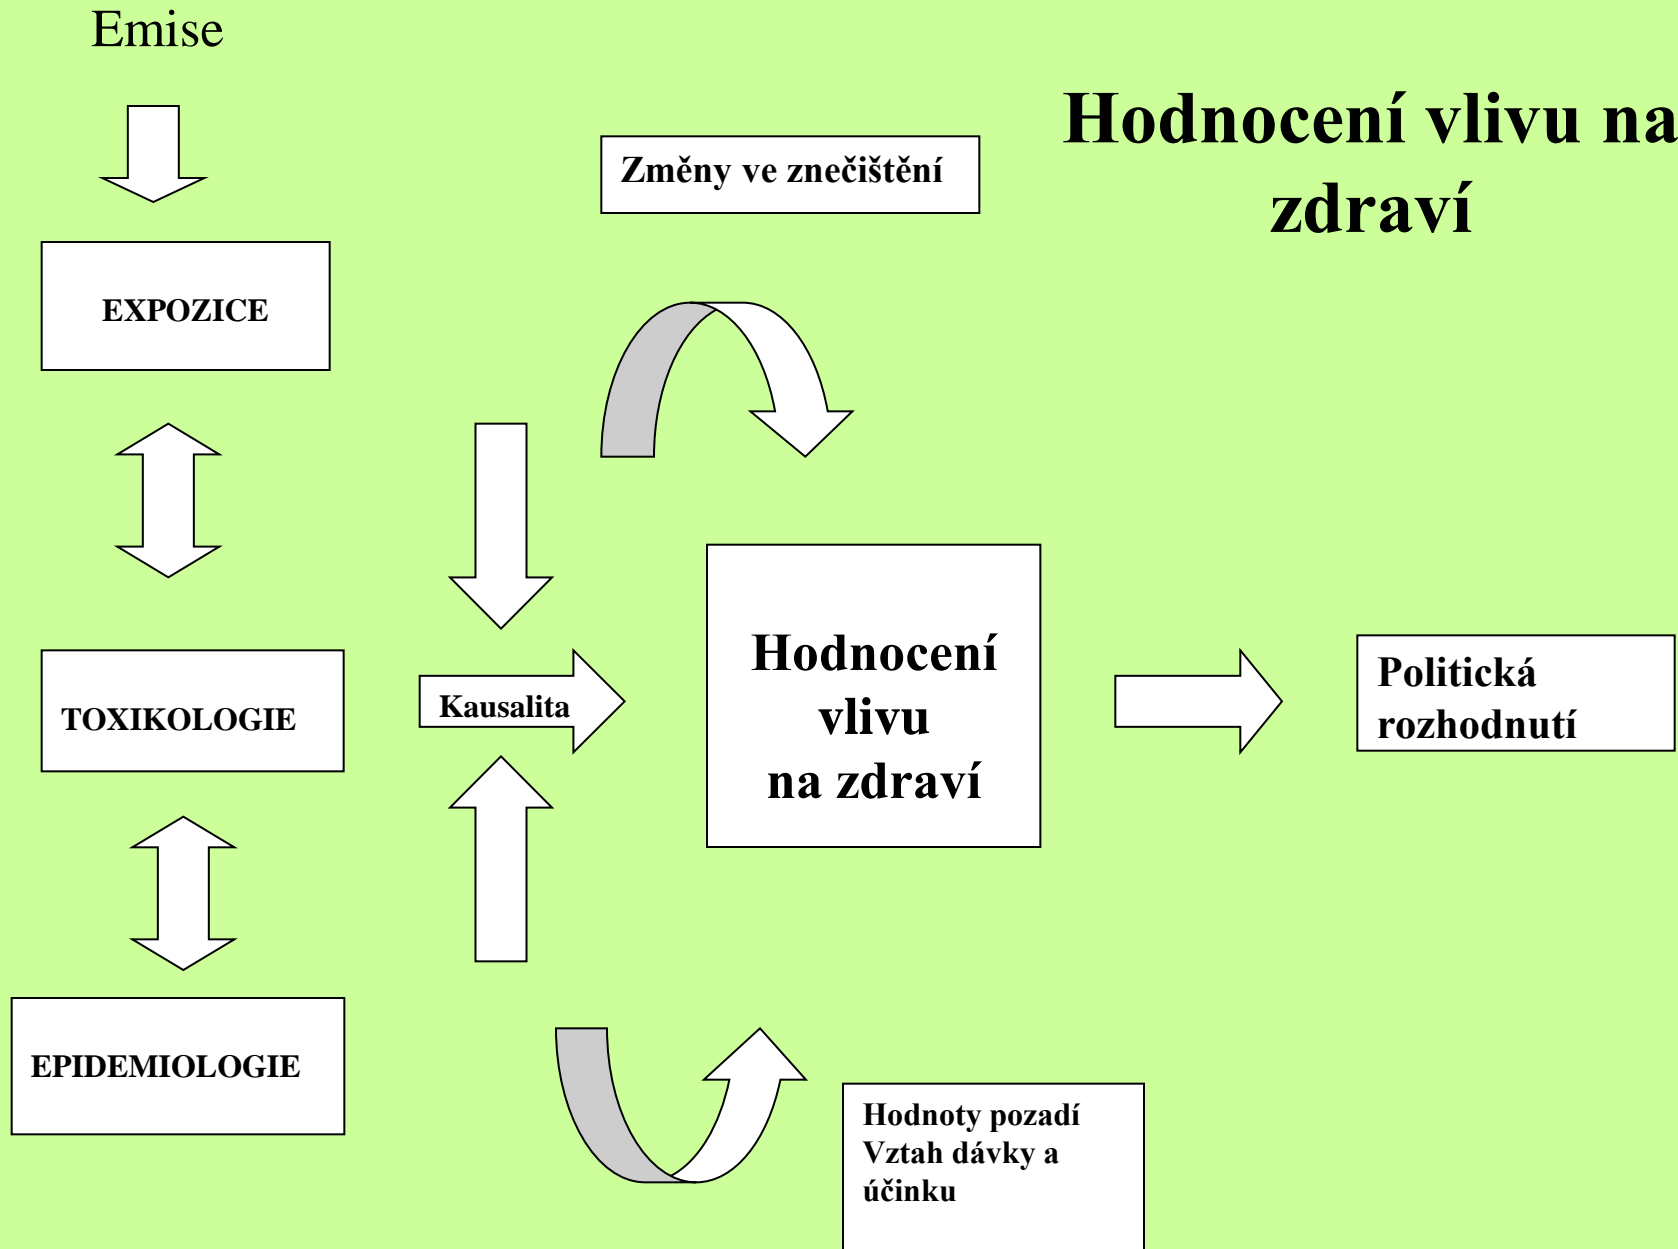 Emise
Hodnocení vlivu na
zdraví
Změny ve znečištění
EXPOZICE
TOXIKOLOGIE
Kausalita
Hodnocení
vlivu
na zdraví
Politická
rozhodnutí
EPIDEMIOLOGIE
Hodnoty pozadí
Vztah dávky a
účinku